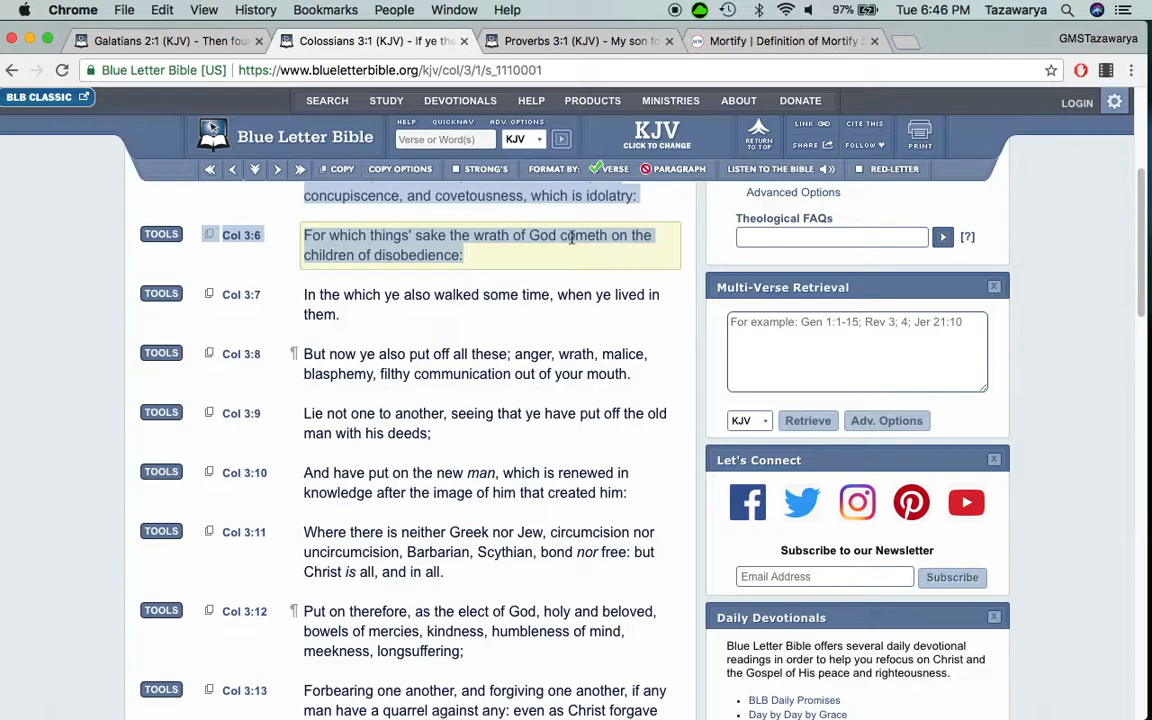 Chrome File Edit View History Bookmarks People Window Help 97% Tue 6:46 PM Tazawarya
Galatians 2:1 (KJV) - Then four × Colossians 3:1 (KJV) - If ye the × Proverbs 3:1 (KJV) - My son fo × Mortify | Definition of Mortify × GMSTazawarya
Blue Letter Bible [US] https://www.blueletterbible.org/kjv/col/3/1/s_1110001
BLB CLASSIC SEARCH STUDY DEVOTIONALS HELP PRODUCTS MINISTRIES ABOUT DONATE LOGIN
HELP QUICKNAV ADV. OPTIONS
Blue Letter Bible Verse or Word(s) KJV
KJV
CLICK TO CHANGE
RETURN
TO TOP
LINK CITE THIS
SHARE FOLLOW
PRINT
COPY COPY OPTIONS STRONG'S FORMAT BY: VERSE PARAGRAPH LISTEN TO THE BIBLE RED-LETTER
concupiscence, and covetousness, which is idolatry:
TOOLS Col 3:6 For which things' sake the wrath of God cometh on the
children of disobedience:
TOOLS Col 3:7 In the which ye also walked some time, when ye lived in
them.
TOOLS Col 3:8 ¶ But now ye also put off all these; anger, wrath, malice,
blasphemy, filthy communication out of your mouth.
TOOLS Col 3:9 Lie not one to another, seeing that ye have put off the old
man with his deeds;
TOOLS Col 3:10 And have put on the new man, which is renewed in
knowledge after the image of him that created him:
TOOLS Col 3:11 Where there is neither Greek nor Jew, circumcision nor
uncircumcision, Barbarian, Scythian, bond nor free: but
Christ is all, and in all.
TOOLS Col 3:12 ¶ Put on therefore, as the elect of God, holy and beloved,
bowels of mercies, kindness, humbleness of mind,
meekness, longsuffering;
TOOLS Col 3:13 Forbearing one another, and forgiving one another, if any
man have a quarrel against any: even as Christ forgave
Advanced Options
Theological FAQs
[?]
Multi-Verse Retrieval x
For example: Gen 1:1-15; Rev 3; 4; Jer 21:10
KJV Retrieve Adv. Options
Let's Connect x
Subscribe to our Newsletter
Email Address Subscribe
Daily Devotionals x
Blue Letter Bible offers several daily devotional
readings in order to help you refocus on Christ and
the Gospel of His peace and righteousness.
BLB Daily Promises
Day by Day by Grace